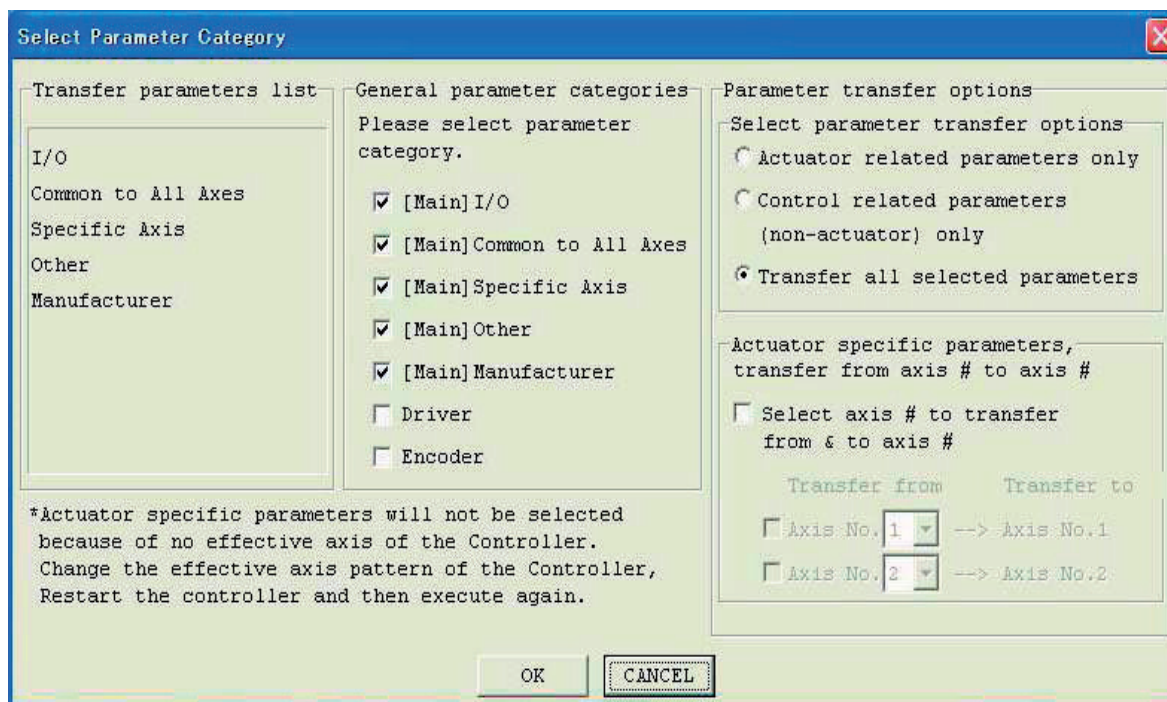 Select Parameter Category
Transfer parameters list
I/O
Common to All Axes
Specific Axis
Other
Manufacturer
General parameter categories
Please select parameter
category.
[Main]I/O
[Main]Common to All Axes
[Main]Specific Axis
[Main]Other
[Main]Manufacturer
Driver
Encoder
*Actuator specific parameters will not be selected
because of no effective axis of the Controller.
Change the effective axis pattern of the Controller,
Restart the controller and then execute again.
Parameter transfer options
Select parameter transfer options
Actuator related parameters only
Control related parameters
(non-actuator) only
Transfer all selected parameters
Actuator specific parameters,
transfer from axis # to axis #
Select axis # to transfer
from & to axis #
Transfer from Transfer to
Axis No. 1 --> Axis No.1
Axis No. 2 --> Axis No.2
OK CANCEL